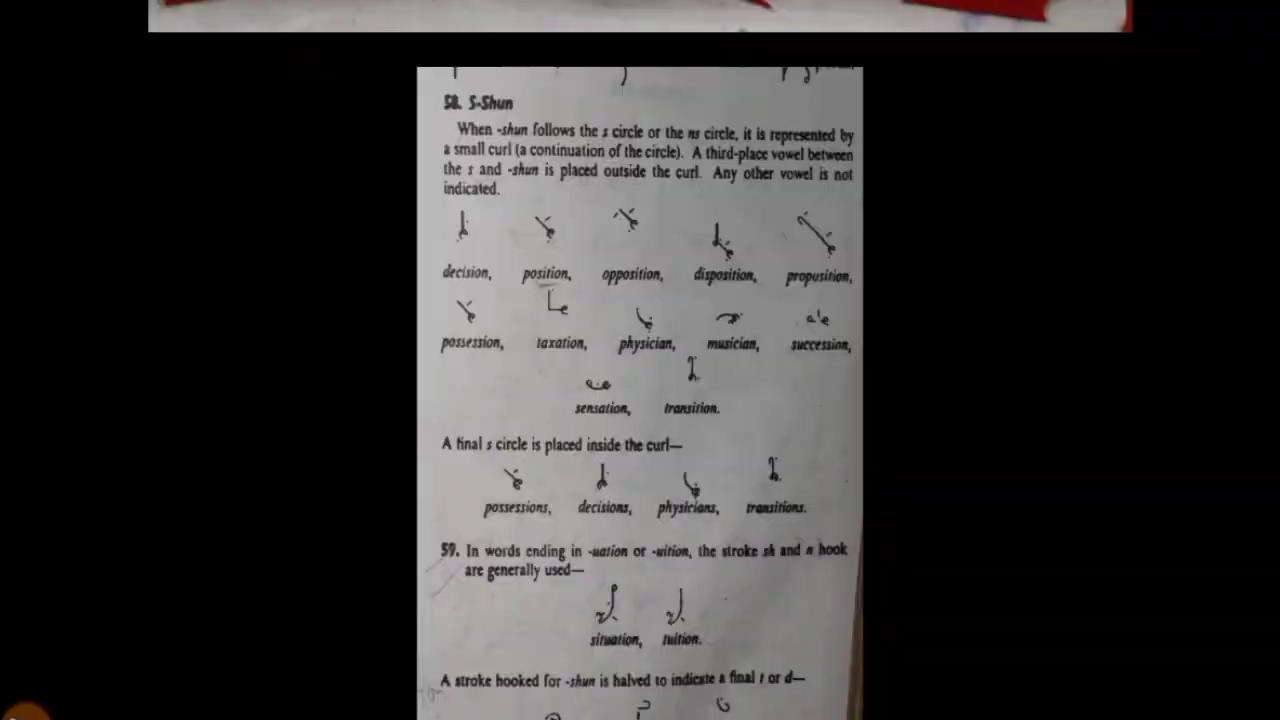 58. S-Shun
When -shun follows the s circle or the ns circle, it is represented by
a small curl (a continuation of the circle). A third-place vowel between
the s and -shun is placed outside the curl. Any other vowel is not
indicated.
decision, position, opposition, disposition, proposition,
possession, taxation, physician, musician, succession,
sensation, transition.
A final s circle is placed inside the curl—
possessions, decisions, physicians, transitions.
59. In words ending in -uation or -uition, the stroke sh and n hook
are generally used—
situation, tuition.
A stroke hooked for -shun is halved to indicate a final t or d—